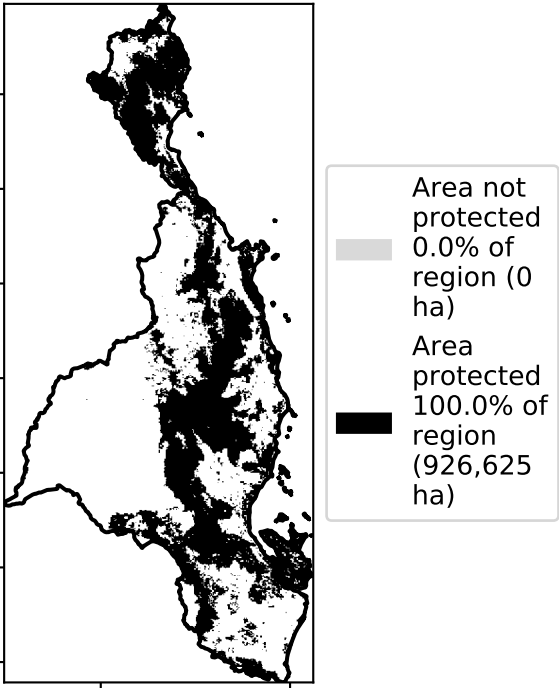 Area not
protected
0.0% of
region (0
ha)
Area
protected
100.0% of
region
(926,625
ha)